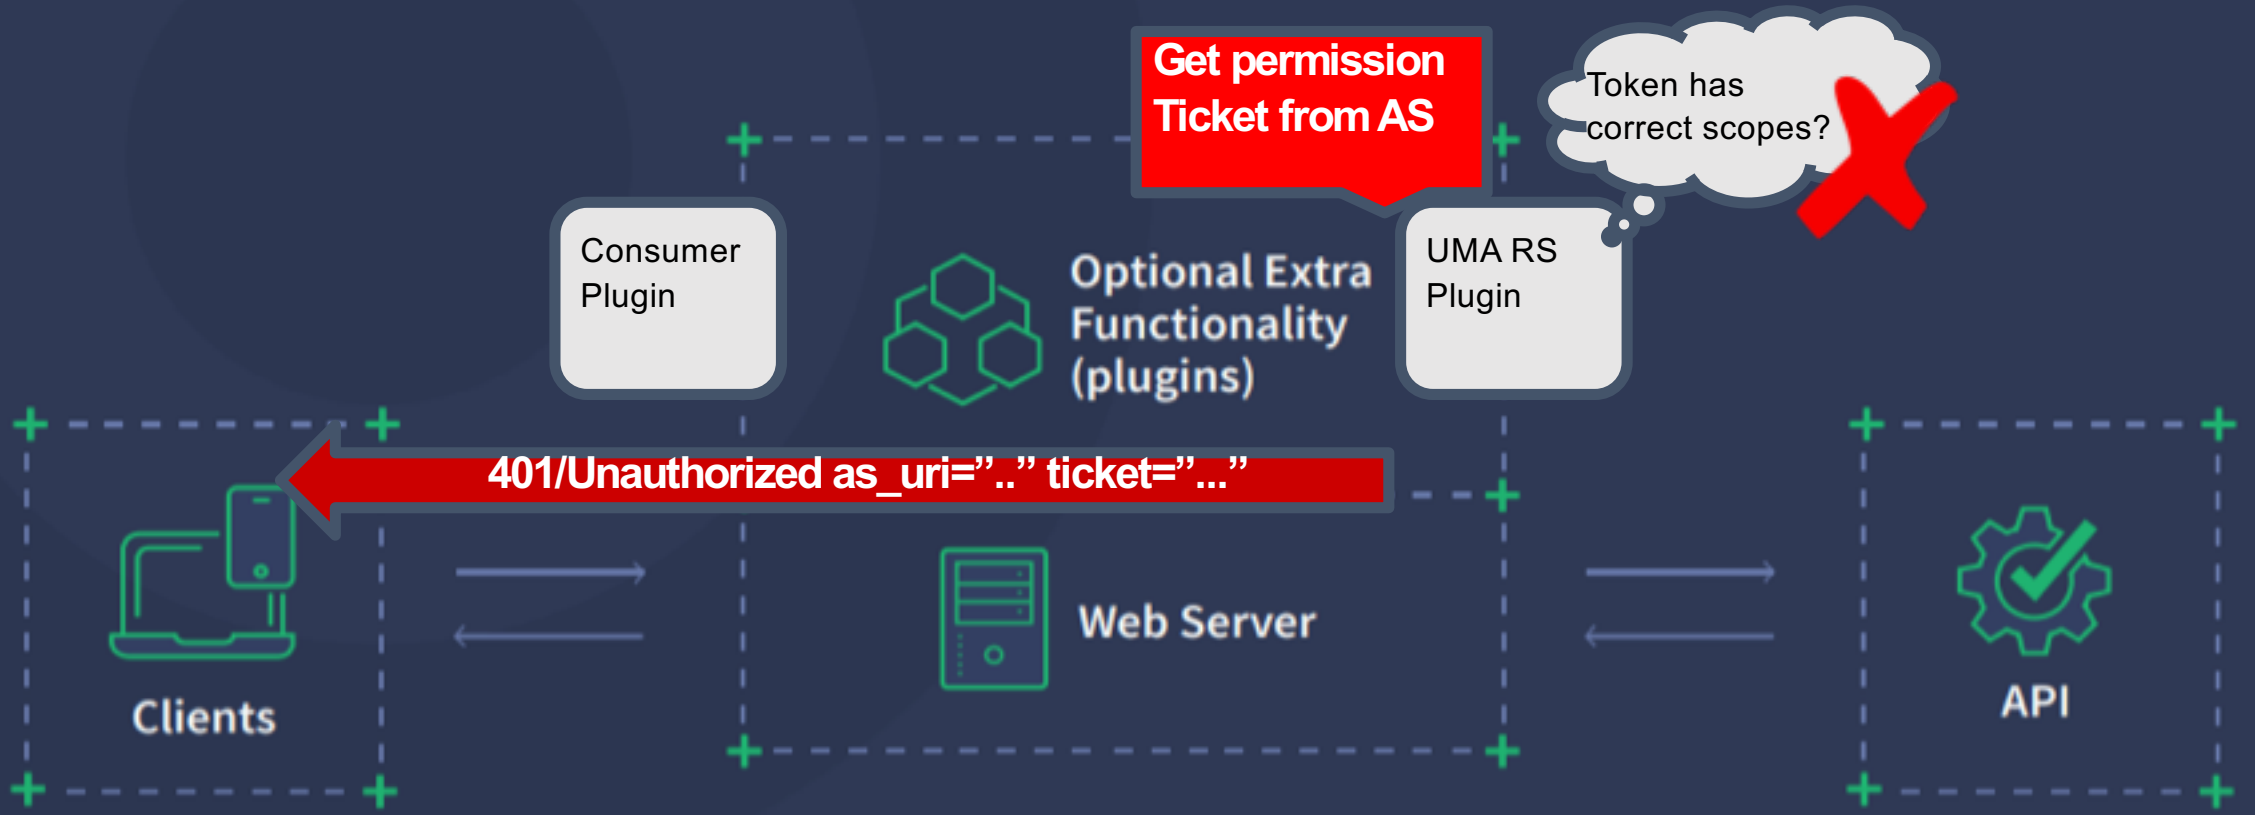 Get permission
Ticket from AS
Token has
correct scopes?
Consumer
Plugin
Optional Extra
Functionality
(plugins)
UMA RS
Plugin
401/Unauthorized as_uri=”..” ticket=”...”
Web Server
Clients
API